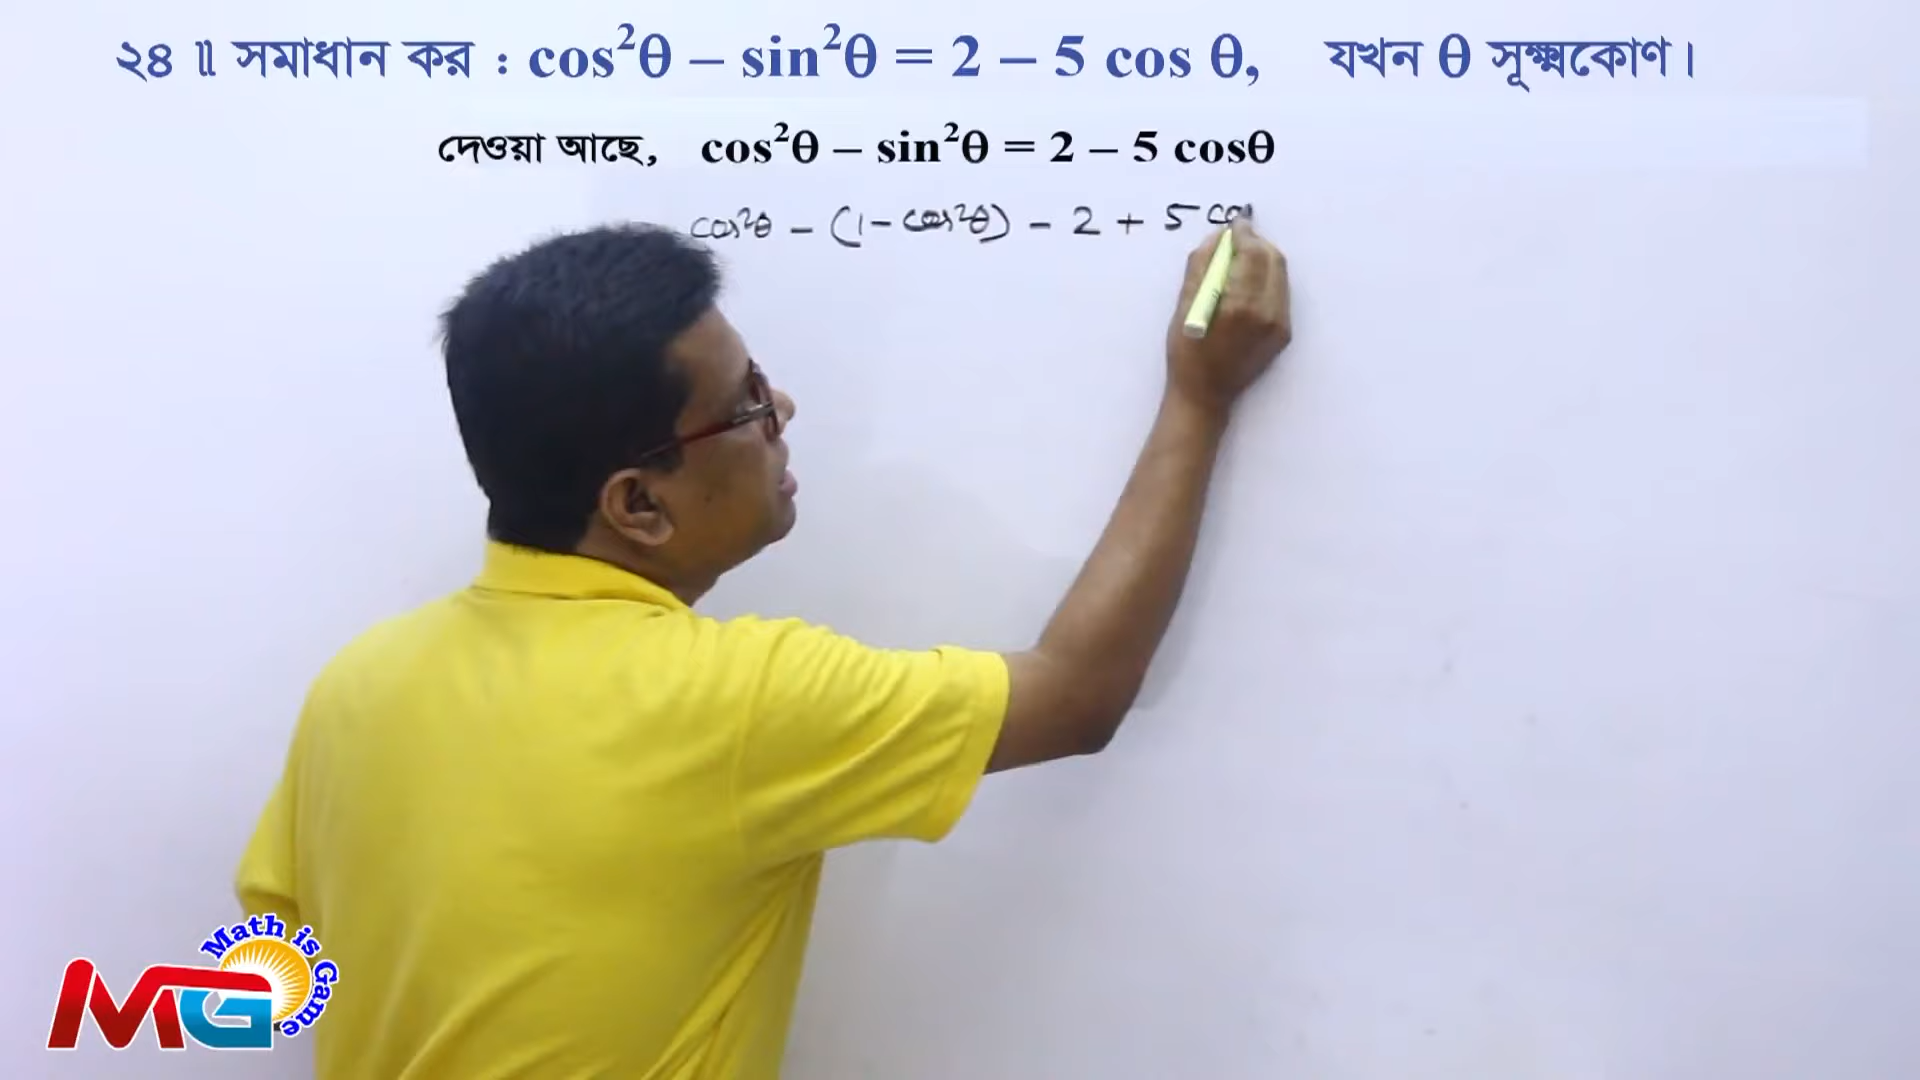 ২৪ ॥ সমাধান কর : cos²θ – sin²θ = 2 – 5 cos θ, যখন θ সূক্ষ্মকোণ।
দেওয়া আছে, cos²θ – sin²θ = 2 – 5 cosθ
cos²θ – (1 – cos²θ) – 2 + 5 cos
Math is Game
MG